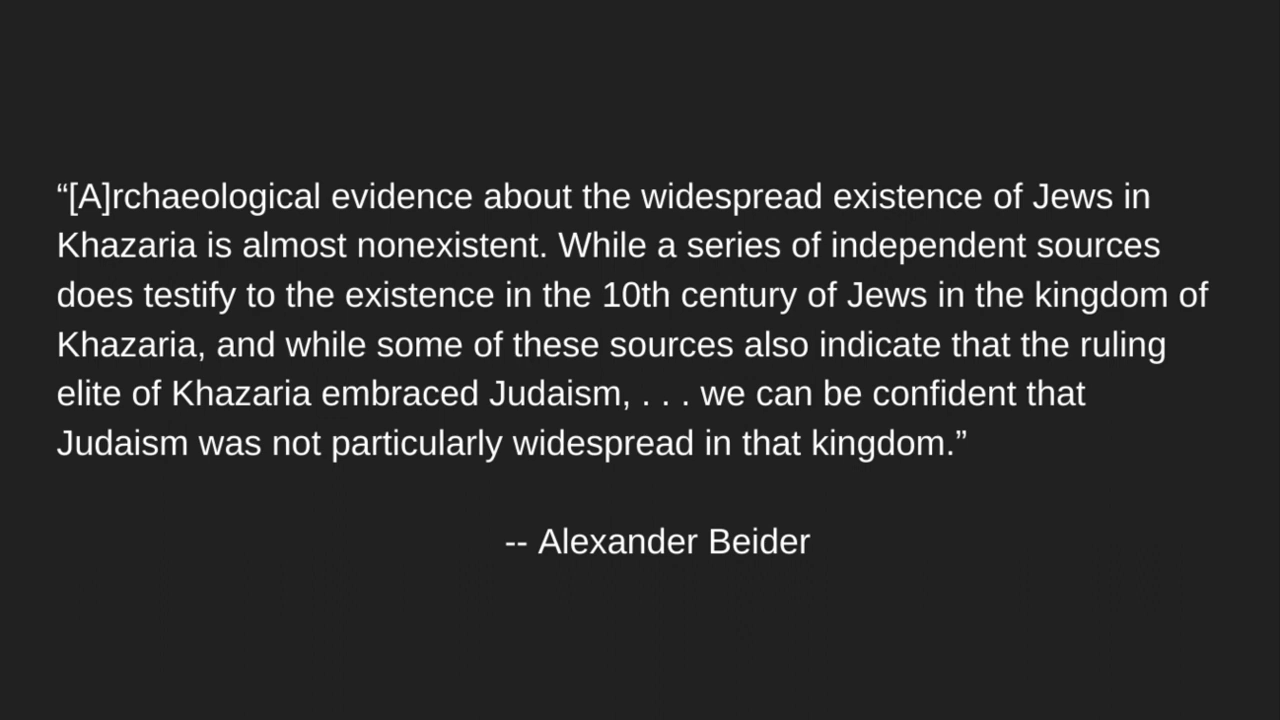 “[A]rchaeological evidence about the widespread existence of Jews in
Khazaria is almost nonexistent. While a series of independent sources
does testify to the existence in the 10th century of Jews in the kingdom of
Khazaria, and while some of these sources also indicate that the ruling
elite of Khazaria embraced Judaism, . . . we can be confident that
Judaism was not particularly widespread in that kingdom.”
-- Alexander Beider